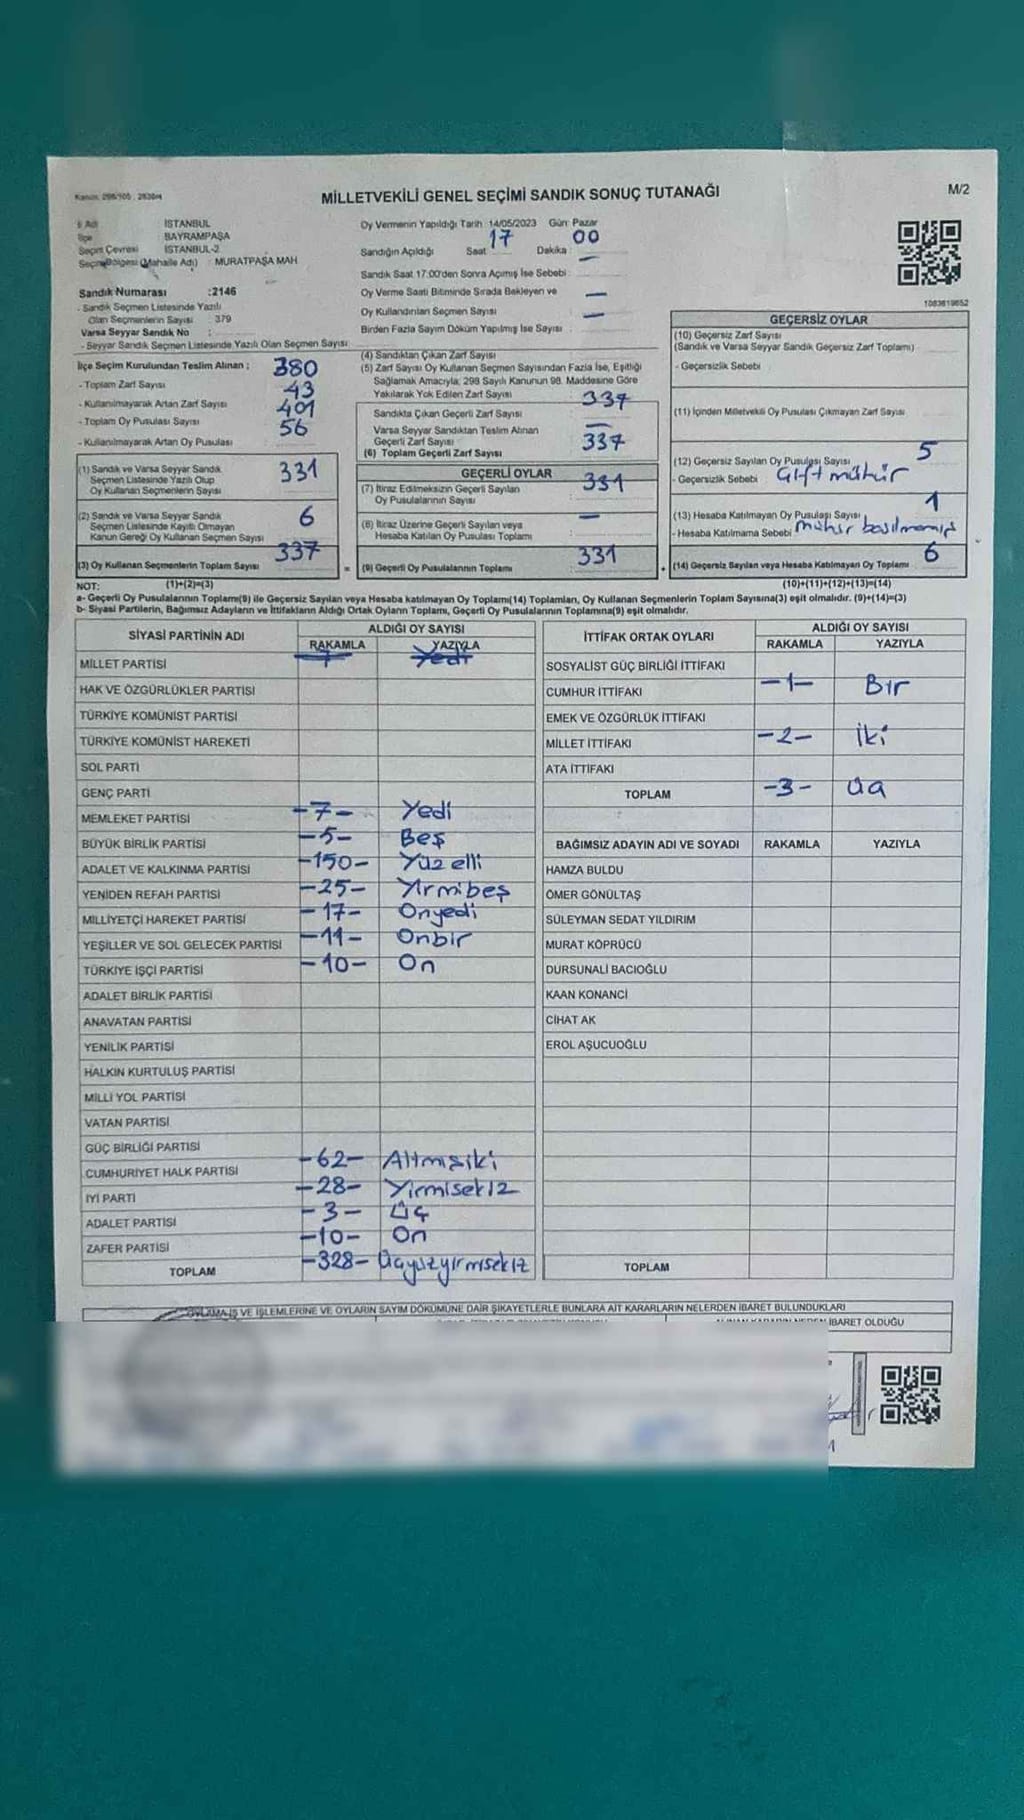 Kanun: 298/105 : 2839/4
MİLLETVEKİLİ GENEL SEÇİMİ SANDIK SONUÇ TUTANAĞI
M/2
İl Adı İSTANBUL
İlçe BAYRAMPAŞA
Seçim Çevresi İSTANBUL-2
Seçim Bölgesi (Mahalle Adı) : MURATPAŞA MAH
Sandık Numarası :2146
- Sandık Seçmen Listesinde Yazılı
Olan Seçmenlerin Sayısı : 379
Varsa Seyyar Sandık No :
- Seyyar Sandık Seçmen Listesinde Yazılı Olan Seçmen Sayısı:
Oy Vermenin Yapıldığı Tarih 14/05/2023 Gün: Pazar
Sandığın Açıldığı Saat 17 Dakika 00
Sandık Saat 17:00'den Sonra Açılmış İse Sebebi :
Oy Verme Saati Bitiminde Sırada Bekleyen ve
Oy Kullandırılan Seçmen Sayısı : —
Birden Fazla Sayım Döküm Yapılmış İse Sayısı : —
1083619652
İlçe Seçim Kurulundan Teslim Alınan :
- Toplam Zarf Sayısı 380
- Kullanılmayarak Artan Zarf Sayısı 43
- Toplam Oy Pusulası Sayısı 401
- Kullanılmayarak Artan Oy Pusulası 56
(1) Sandık ve Varsa Seyyar Sandık
Seçmen Listesinde Yazılı Olup
Oy Kullanan Seçmenlerin Sayısı 331
(2) Sandık ve Varsa Seyyar Sandık
Seçmen Listesinde Kayıtlı Olmayan
Kanun Gereği Oy Kullanan Seçmen Sayısı 6
(3) Oy Kullanan Seçmenlerin Toplam Sayısı 337
(4) Sandıktan Çıkan Zarf Sayısı
(5) Zarf Sayısı Oy Kullanan Seçmen Sayısından Fazla İse, Eşitliği
Sağlamak Amacıyla; 298 Sayılı Kanunun 98. Maddesine Göre
Yakılarak Yok Edilen Zarf Sayısı
Sandıkta Çıkan Geçerli Zarf Sayısı 337
Varsa Seyyar Sandıktan Teslim Alınan
Geçerli Zarf Sayısı : —
(6) Toplam Geçerli Zarf Sayısı 337
GEÇERLİ OYLAR
(7) İtiraz Edilmeksizin Geçerli Sayılan
Oy Pusulalarının Sayısı 331
(8) İtiraz Üzerine Geçerli Sayılan veya
Hesaba Katılan Oy Pusulası Toplamı —
= (9) Geçerli Oy Pusulalarının Toplamı 331
GEÇERSİZ OYLAR
(10) Geçersiz Zarf Sayısı
(Sandık ve Varsa Seyyar Sandık Geçersiz Zarf Toplamı)
- Geçersizlik Sebebi
(11) İçinden Milletvekili Oy Pusulası Çıkmayan Zarf Sayısı
(12) Geçersiz Sayılan Oy Pusulası Sayısı 5
- Geçersizlik Sebebi Çift mühür
(13) Hesaba Katılmayan Oy Pusulası Sayısı 1
- Hesaba Katılmama Sebebi mühür basılmamış
+ (14) Geçersiz Sayılan veya Hesaba Katılmayan Oy Toplamı 6
NOT: (1)+(2)=(3)
(10)+(11)+(12)+(13)=(14)
a- Geçerli Oy Pusulasının Toplamı(9) ile Geçersiz Sayılan veya Hesaba katılmayan Oy Toplamı(14) Toplamları, Oy Kullanan Seçmenlerin Toplam Sayısına(3) eşit olmalıdır. (9)+(14)=(3)
b- Siyasi Partilerin, Bağımsız Adayların ve İttifakların Aldığı Ortak Oyların Toplamı, Geçerli Oy Pusulalarının Toplamına(9) eşit olmalıdır.
SİYASİ PARTİNİN ADI
ALDIĞI OY SAYISI
RAKAMLA YAZIYLA
7 Yedi
MİLLET PARTİSİ
HAK VE ÖZGÜRLÜKLER PARTİSİ
TÜRKİYE KOMÜNİST PARTİSİ
TÜRKİYE KOMÜNİST HAREKETİ
SOL PARTİ
GENÇ PARTİ
MEMLEKET PARTİSİ -7- Yedi
BÜYÜK BİRLİK PARTİSİ -5- Beş
ADALET VE KALKINMA PARTİSİ -150- Yüz elli
YENİDEN REFAH PARTİSİ -25- Yirmibeş
MİLLİYETÇİ HAREKET PARTİSİ -17- Onyedi
YEŞİLLER VE SOL GELECEK PARTİSİ -11- Onbir
TÜRKİYE İŞÇİ PARTİSİ -10- On
ADALET BİRLİK PARTİSİ
ANAVATAN PARTİSİ
YENİLİK PARTİSİ
HALKIN KURTULUŞ PARTİSİ
MİLLİ YOL PARTİSİ
VATAN PARTİSİ
GÜÇ BİRLİĞİ PARTİSİ
CUMHURİYET HALK PARTİSİ -62- Altmışiki
İYİ PARTİ -28- Yirmisekiz
ADALET PARTİSİ -3- Üç
ZAFER PARTİSİ -10- On
TOPLAM -328- Üçyüzyirmisekiz
İTTİFAK ORTAK OYLARI
ALDIĞI OY SAYISI
RAKAMLA YAZIYLA
SOSYALİST GÜÇ BİRLİĞİ İTTİFAKI
CUMHUR İTTİFAKI -1- Bir
EMEK VE ÖZGÜRLÜK İTTİFAKI
MİLLET İTTİFAKI -2- İki
ATA İTTİFAKI
TOPLAM -3- Üç
BAĞIMSIZ ADAYIN ADI VE SOYADI RAKAMLA YAZIYLA
HAMZA BULDU
ÖMER GÖNÜLTAŞ
SÜLEYMAN SEDAT YILDIRIM
MURAT KÖPRÜCÜ
DURSUNALİ BACIOĞLU
KAAN KONANCİ
CİHAT AK
EROL AŞUCUOĞLU
TOPLAM
OYLAMA İŞ VE İŞLEMLERİNE VE OYLARIN SAYIM DÖKÜMÜNE DAİR ŞİKAYETLERLE BUNLARA AİT KARARLARIN NELERDEN İBARET BULUNDUKLARI
İBARET OLDUĞU